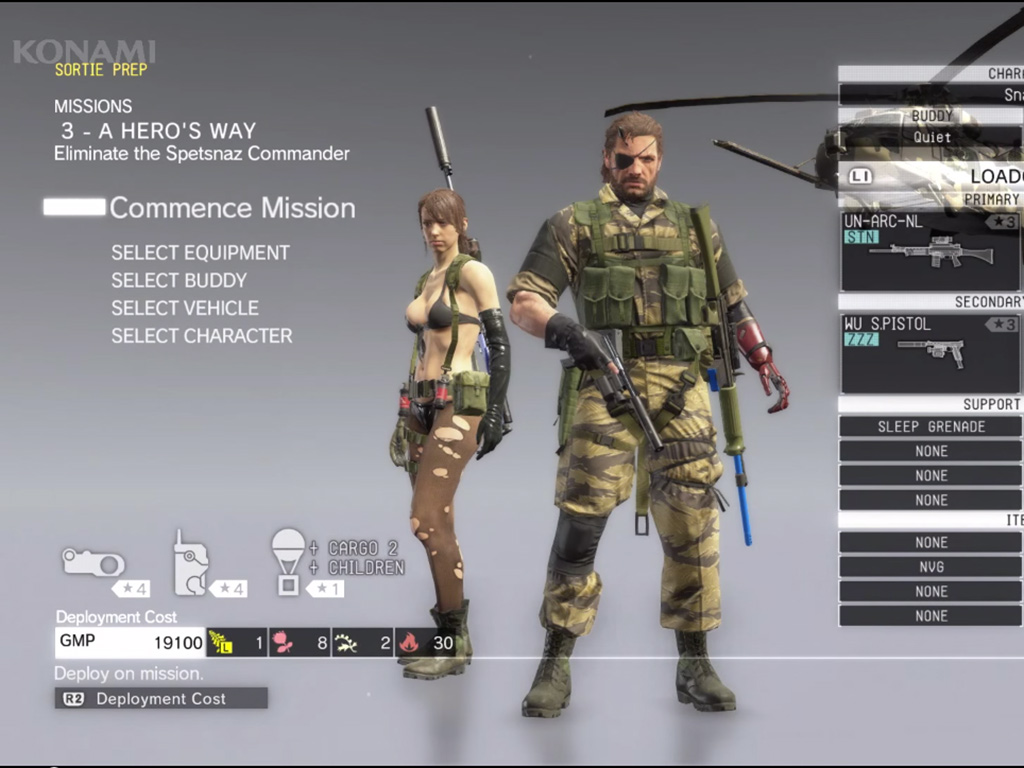 KONAMI
SORTIE PREP
MISSIONS
3 - A HERO'S WAY
Eliminate the Spetsnaz Commander
Commence Mission
SELECT EQUIPMENT
SELECT BUDDY
SELECT VEHICLE
SELECT CHARACTER
+ CARGO 2
+ CHILDREN
★4
★4
★1
Deployment Cost
GMP 19100 L 1 8 2 30
Deploy on mission.
R2 Deployment Cost
CHARA
Sna
BUDDY
Quiet
L1 LOADO
PRIMARY
UN-ARC-NL ★3
STN
SECONDARY
WU S.PISTOL ★3
ZZZ
SUPPORT
SLEEP GRENADE
NONE
NONE
NONE
ITE
NONE
NVG
NONE
NONE